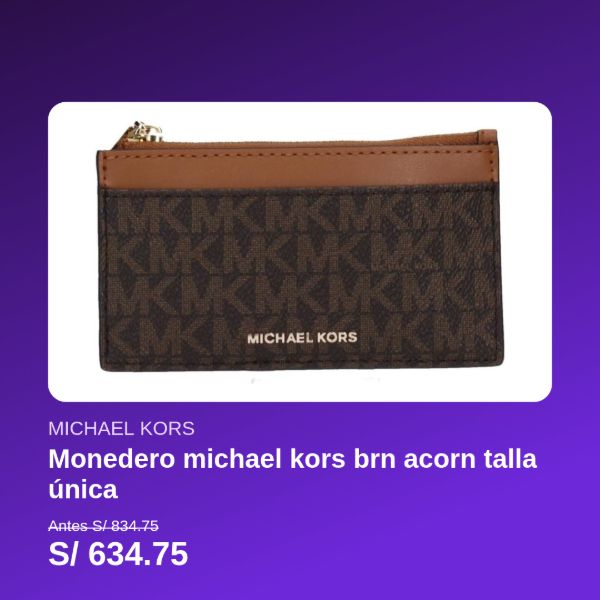 MICHAEL KORS
MICHAEL KORS
Monedero michael kors brn acorn talla
única
Antes S/ 834.75
S/ 634.75